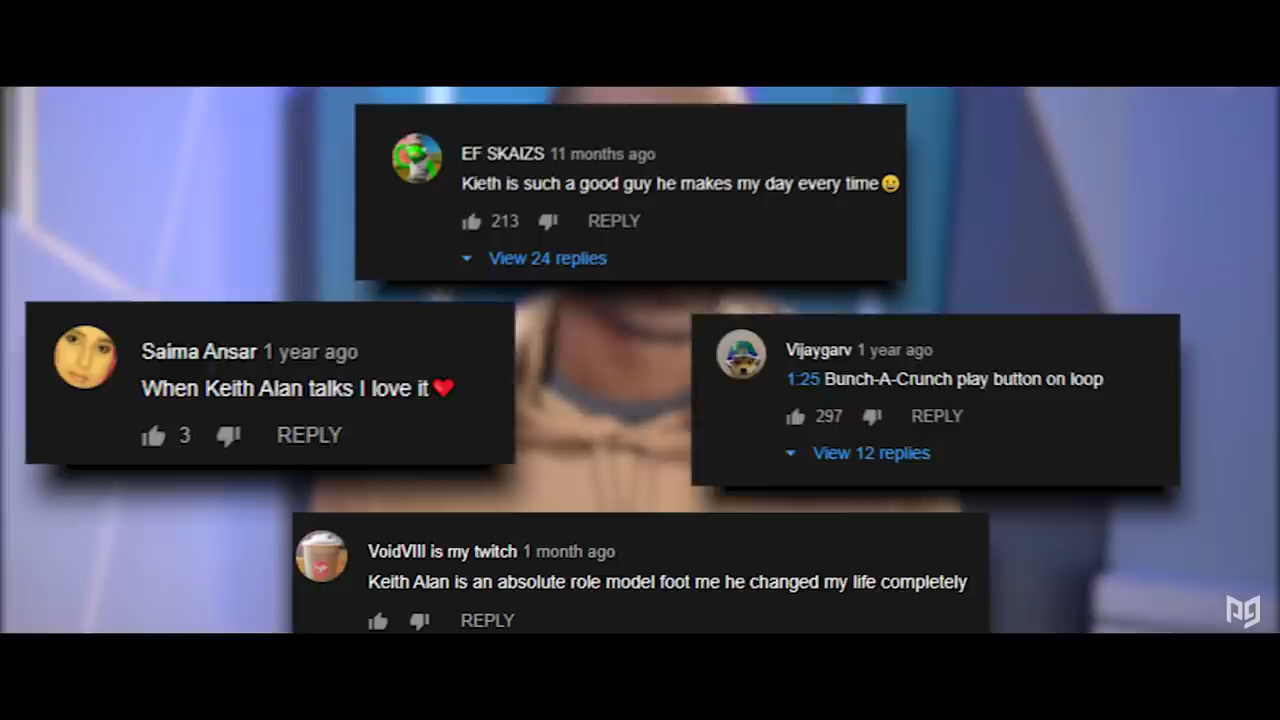 EF SKAIZS 11 months ago
Kieth is such a good guy he makes my day every time😀
213 REPLY
View 24 replies
Saima Ansar 1 year ago
When Keith Alan talks I love it❤
3 REPLY
Vijaygarv 1 year ago
1:25 Bunch-A-Crunch play button on loop
297 REPLY
View 12 replies
VoidVIII is my twitch 1 month ago
Keith Alan is an absolute role model foot me he changed my life completely
REPLY
PG